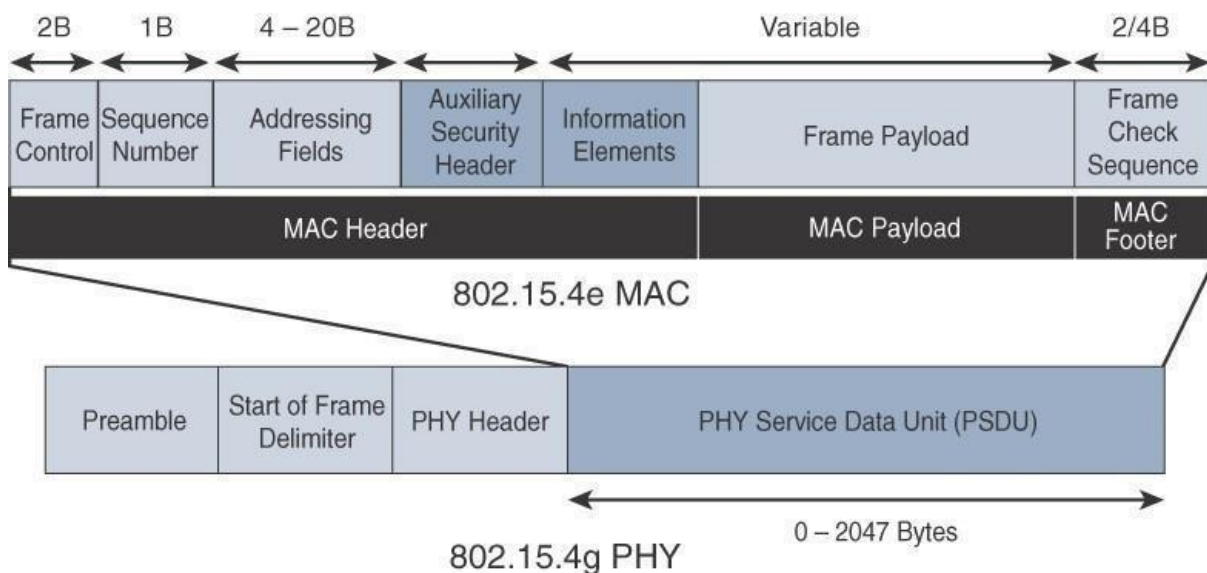 2B 1B 4 – 20B Variable 2/4B
Frame Control
Sequence Number
Addressing Fields
Auxiliary Security Header
Information Elements
Frame Payload
Frame Check Sequence
MAC Header
MAC Payload
MAC Footer
802.15.4e MAC
Preamble
Start of Frame Delimiter
PHY Header
PHY Service Data Unit (PSDU)
0 – 2047 Bytes
802.15.4g PHY